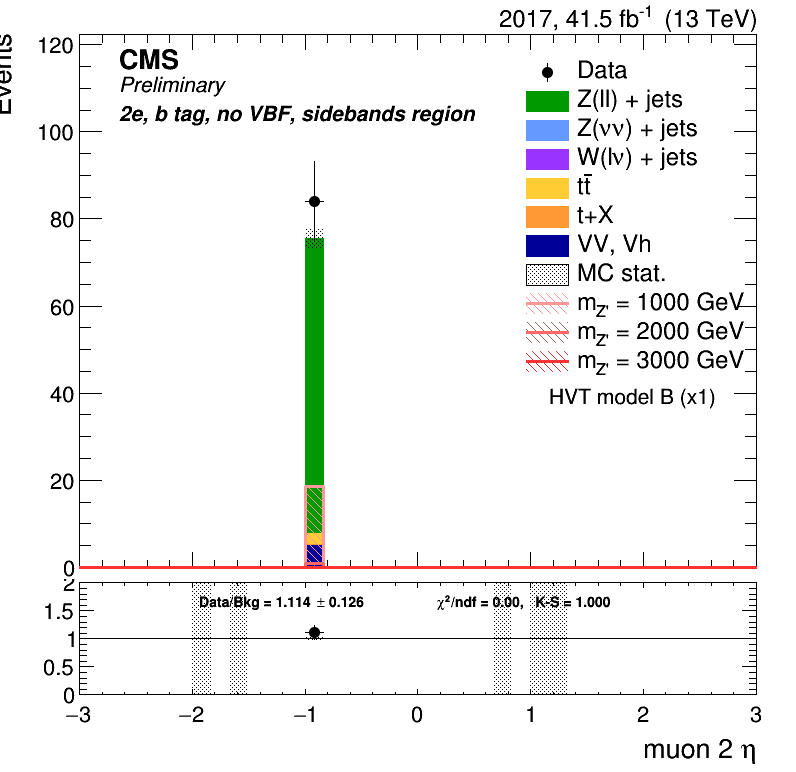 2017, 41.5 fb⁻¹ (13 TeV)
Events
CMS
Preliminary
2e, b tag, no VBF, sidebands region
Data
Z(ll) + jets
Z(νν) + jets
W(lν) + jets
tt̄
t+X
VV, Vh
MC stat.
m_Z' = 1000 GeV
m_Z' = 2000 GeV
m_Z' = 3000 GeV
HVT model B (x1)
120
100
80
60
40
20
0
2
1.5
1
0.5
0
Data/Bkg = 1.114 ± 0.126
χ²/ndf = 0.00, K-S = 1.000
−3 −2 −1 0 1 2 3
muon 2 η